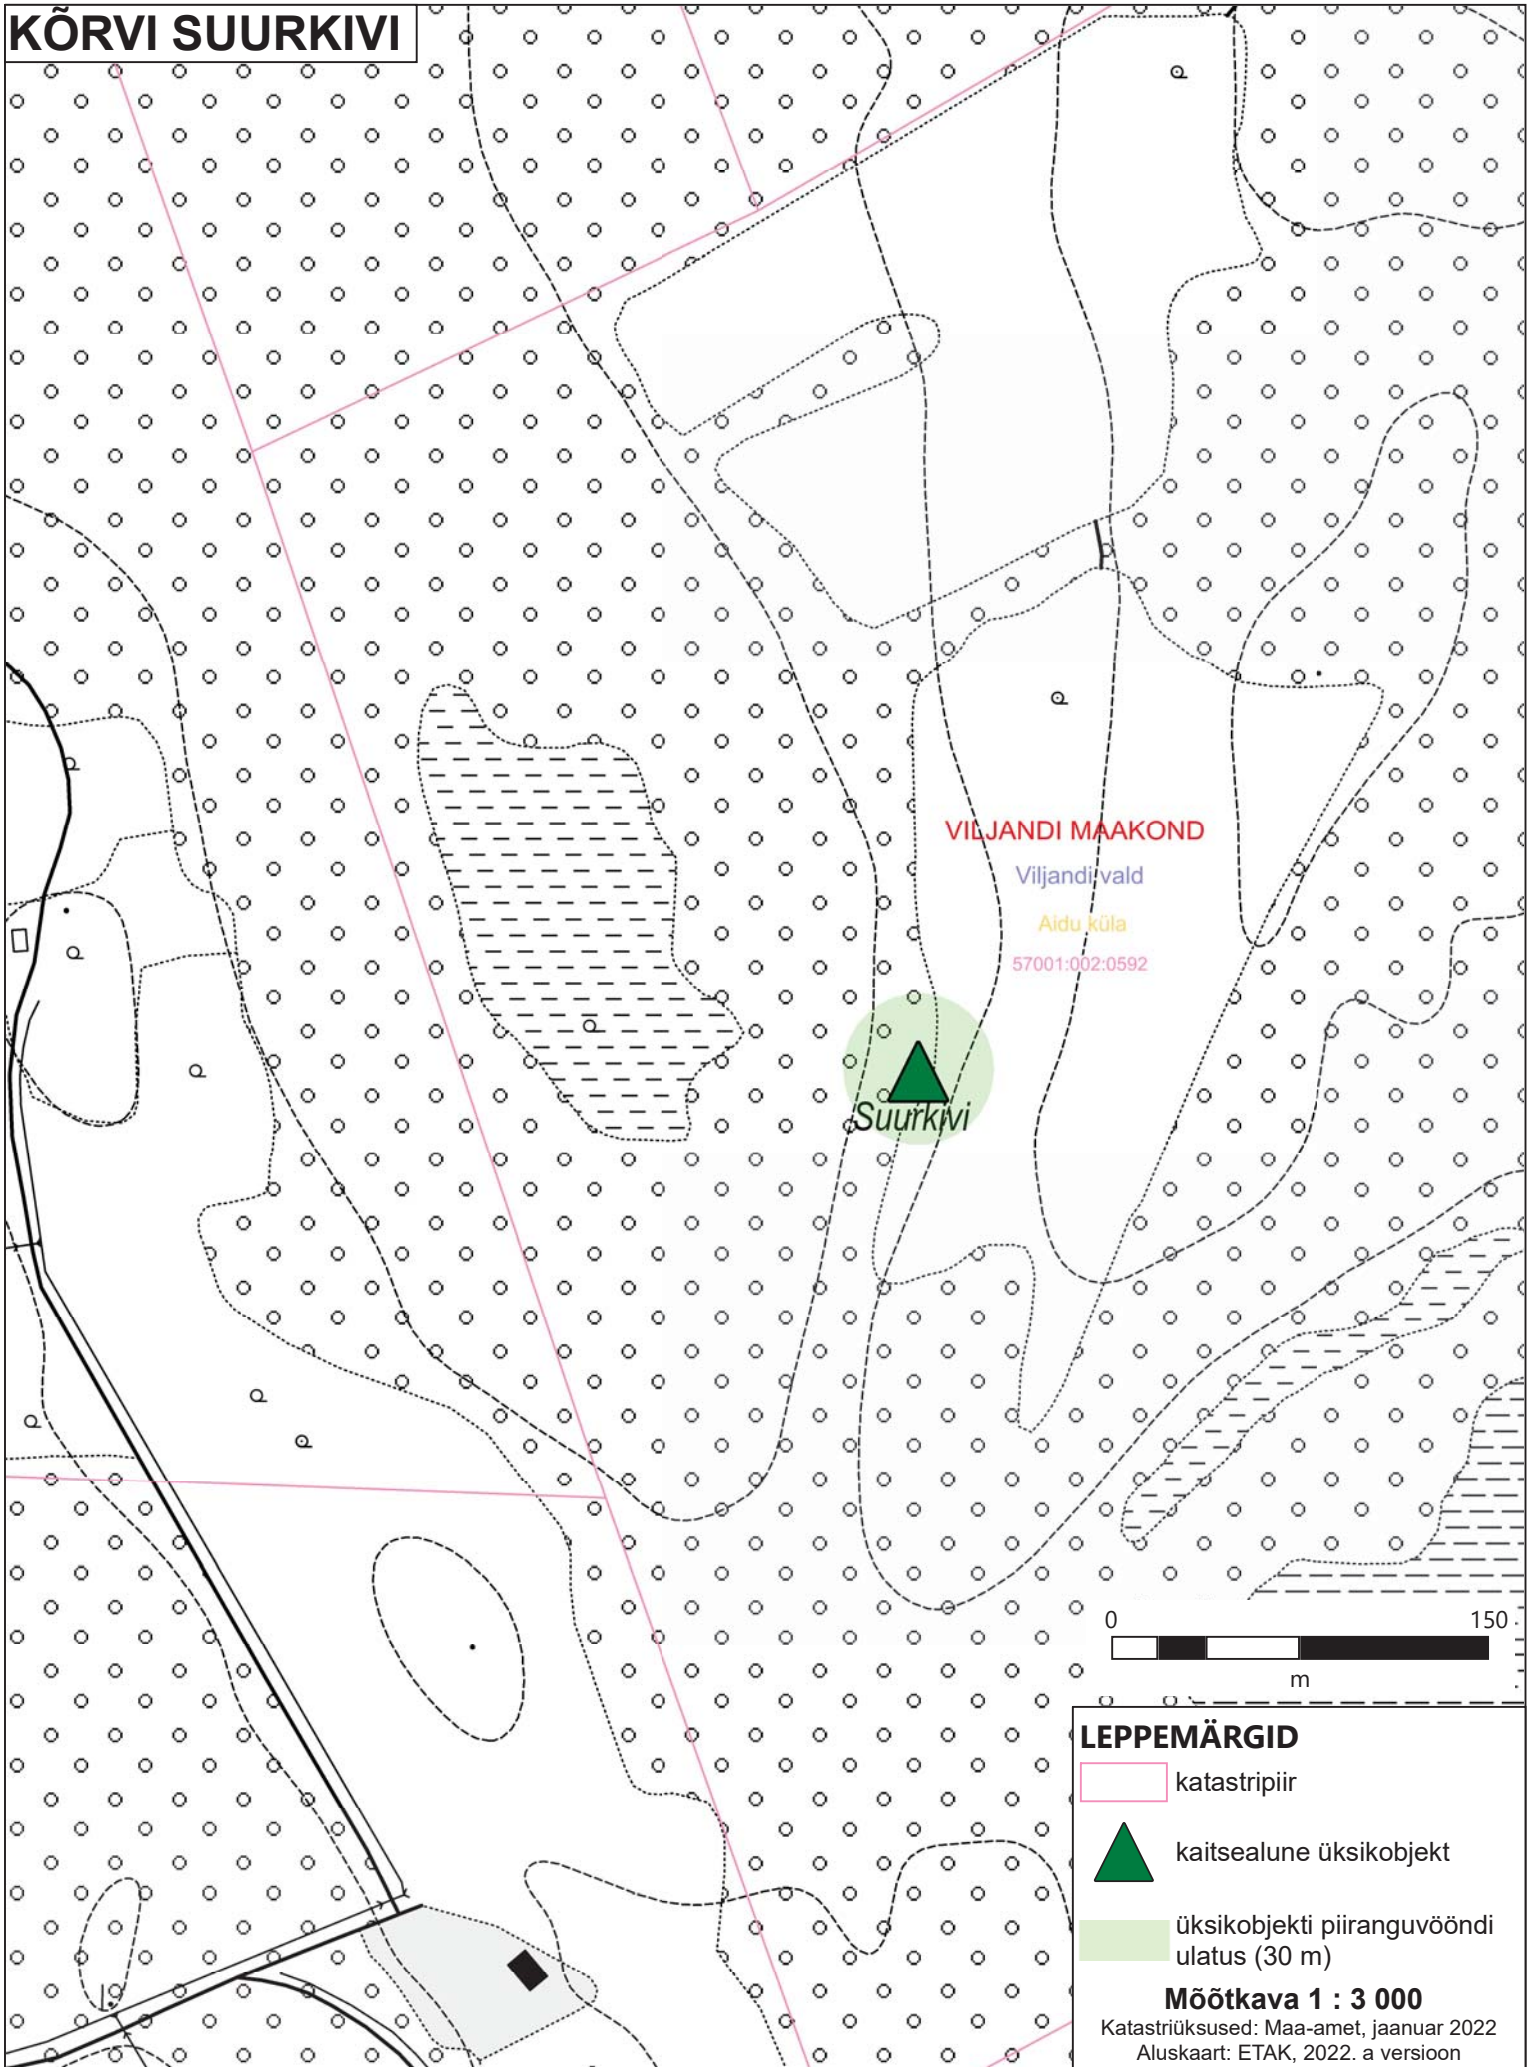 KÕRVI SUURKIVI
VILJANDI MAAKOND
Viljandi vald
Aidu küla
57001:002:0592
Suurkivi
0 150
m
LEPPEMÄRGID
katastripiir
kaitsealune üksikobjekt
üksikobjekti piiranguvööndi
ulatus (30 m)
Mõõtkava 1 : 3 000
Katastriüksused: Maa-amet, jaanuar 2022
Aluskaart: ETAK, 2022. a versioon